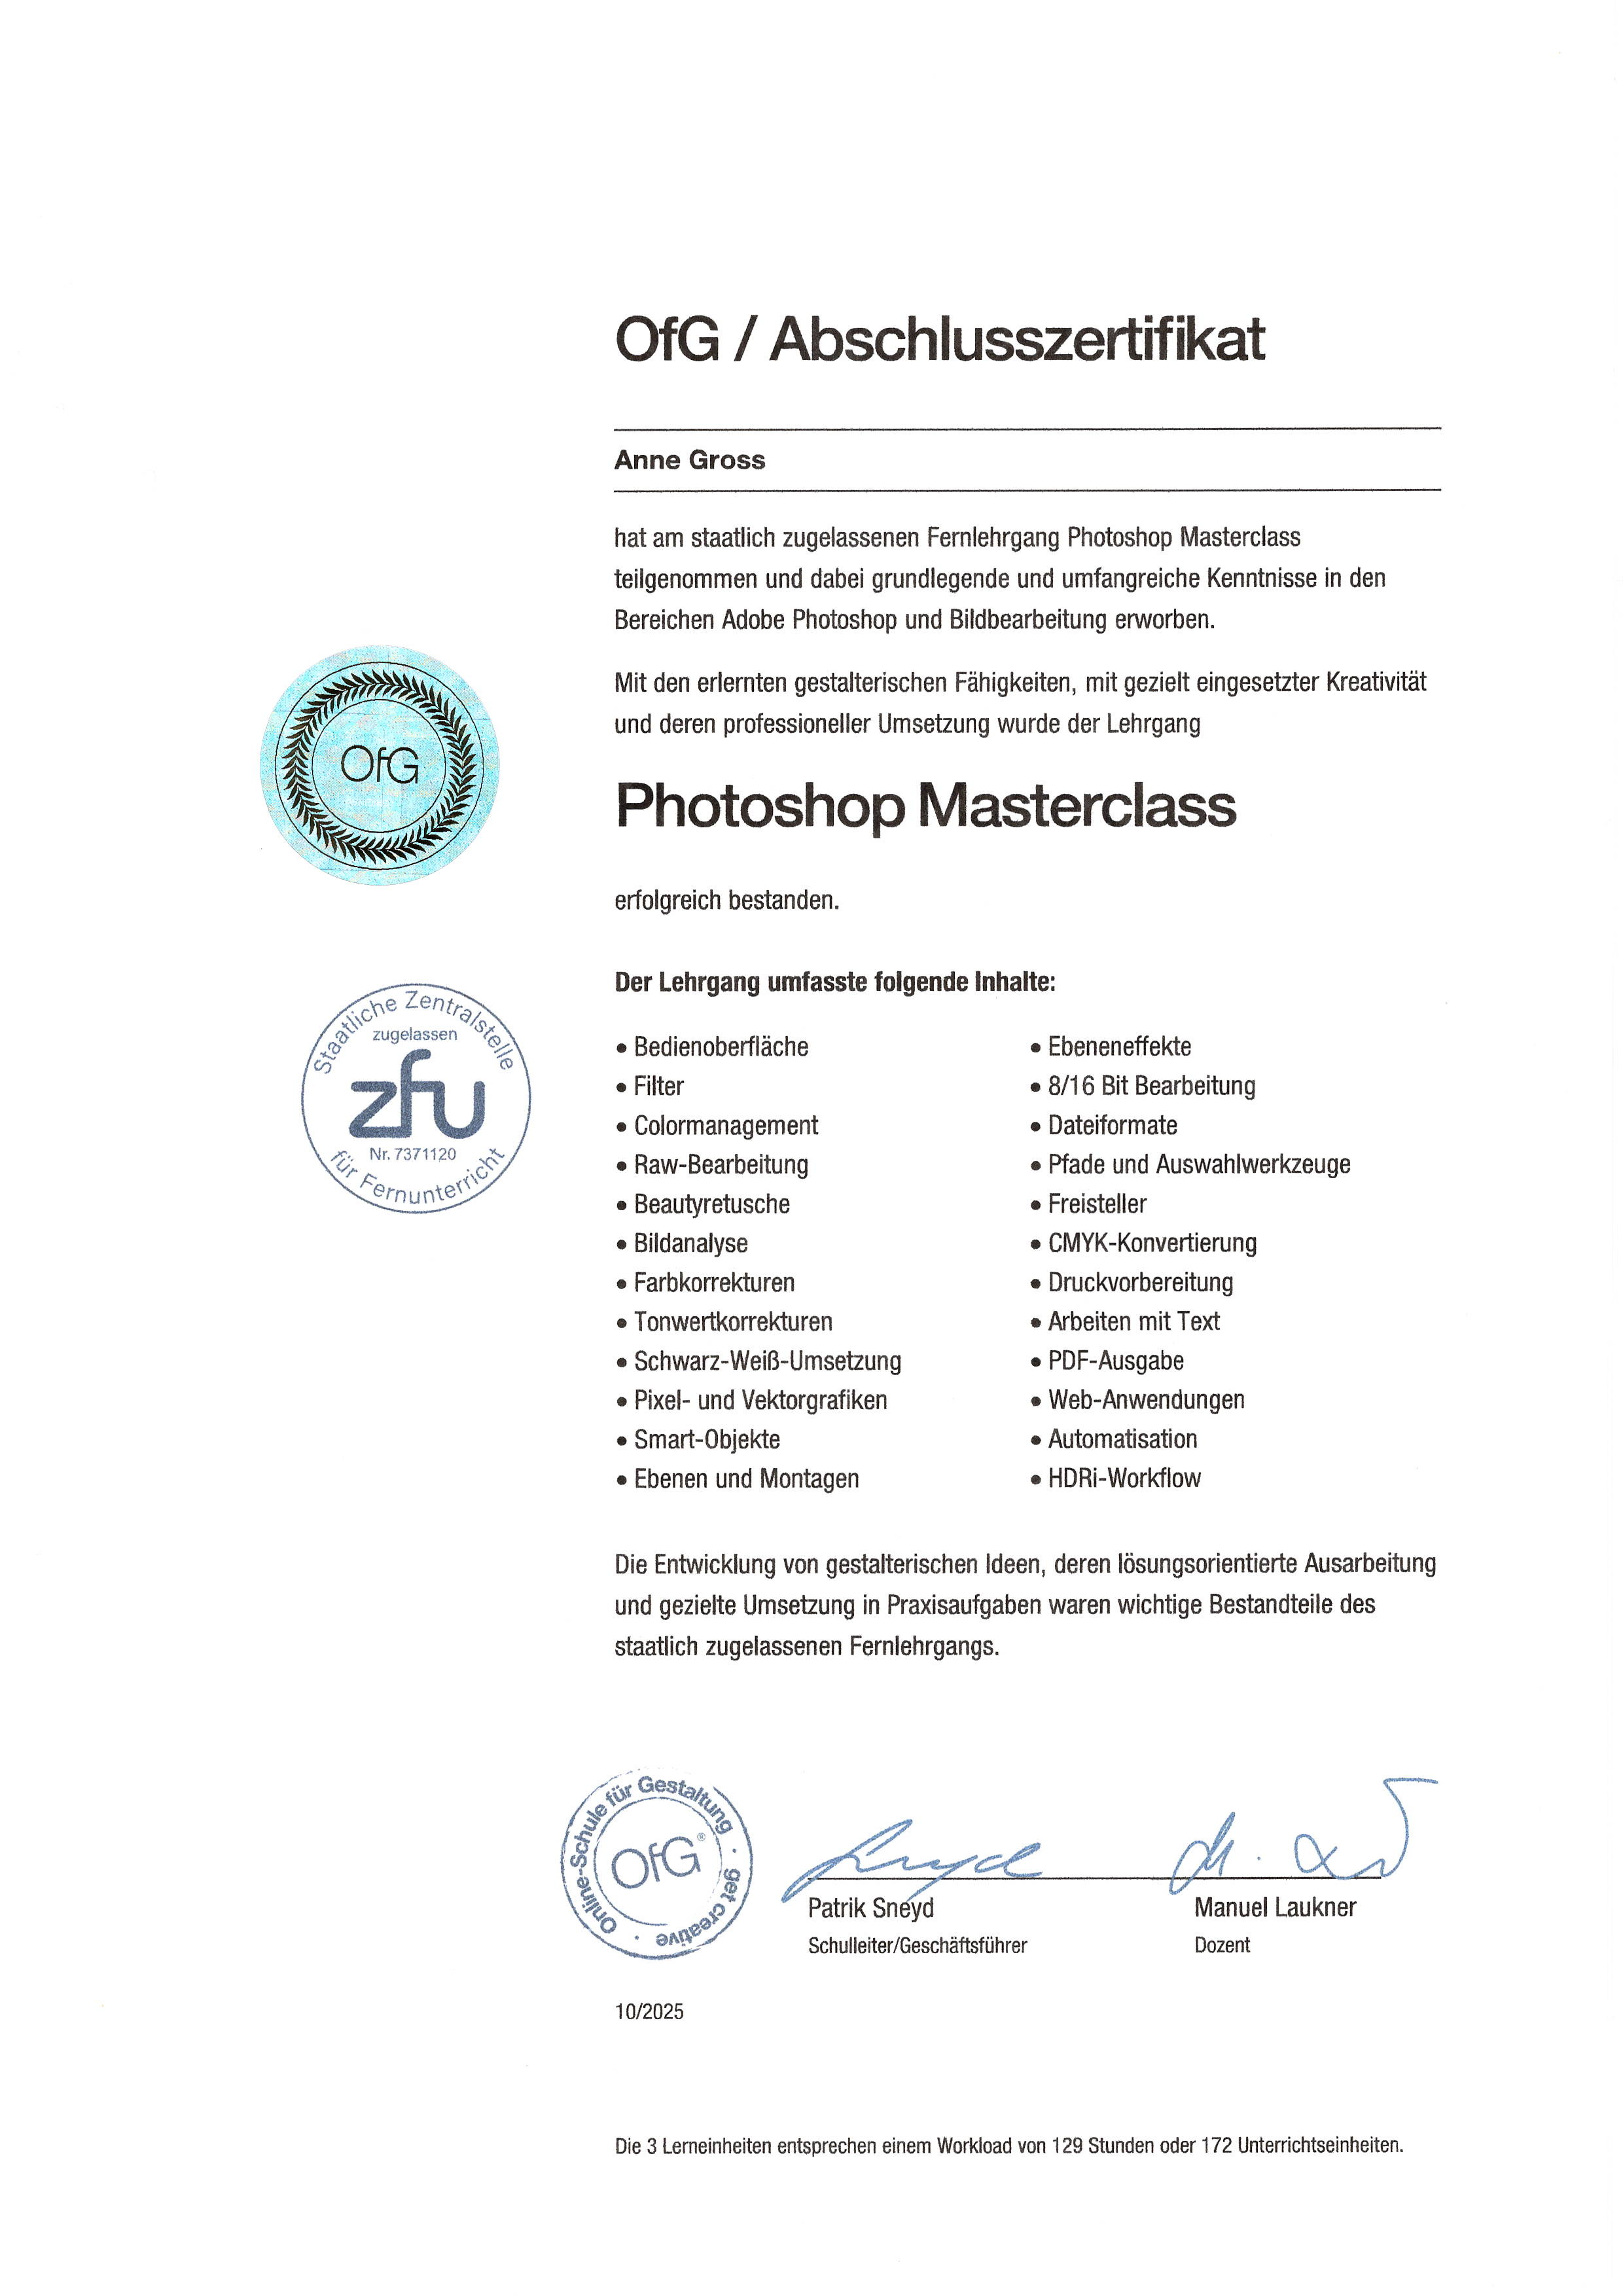 OfG / Abschlusszertifikat
Anne Gross
hat am staatlich zugelassenen Fernlehrgang Photoshop Masterclass
teilgenommen und dabei grundlegende und umfangreiche Kenntnisse in den
Bereichen Adobe Photoshop und Bildbearbeitung erworben.
Mit den erlernten gestalterischen Fähigkeiten, mit gezielt eingesetzter Kreativität
und deren professioneller Umsetzung wurde der Lehrgang
OfG
Photoshop Masterclass
erfolgreich bestanden.
Der Lehrgang umfasste folgende Inhalte:
Staatliche Zentralstelle
zugelassen
zfu
Nr. 7371120
für Fernunterricht
• Bedienoberfläche
• Filter
• Colormanagement
• Raw-Bearbeitung
• Beautyretusche
• Bildanalyse
• Farbkorrekturen
• Tonwertkorrekturen
• Schwarz-Weiß-Umsetzung
• Pixel- und Vektorgrafiken
• Smart-Objekte
• Ebenen und Montagen
• Ebeneneffekte
• 8/16 Bit Bearbeitung
• Dateiformate
• Pfade und Auswahlwerkzeuge
• Freisteller
• CMYK-Konvertierung
• Druckvorbereitung
• Arbeiten mit Text
• PDF-Ausgabe
• Web-Anwendungen
• Automatisation
• HDRi-Workflow
Die Entwicklung von gestalterischen Ideen, deren lösungsorientierte Ausarbeitung
und gezielte Umsetzung in Praxisaufgaben waren wichtige Bestandteile des
staatlich zugelassenen Fernlehrgangs.
Online-Schule für Gestaltung · get creative ·
OfG®
Patrik Sneyd
Schulleiter/Geschäftsführer
Manuel Laukner
Dozent
10/2025
Die 3 Lerneinheiten entsprechen einem Workload von 129 Stunden oder 172 Unterrichtseinheiten.